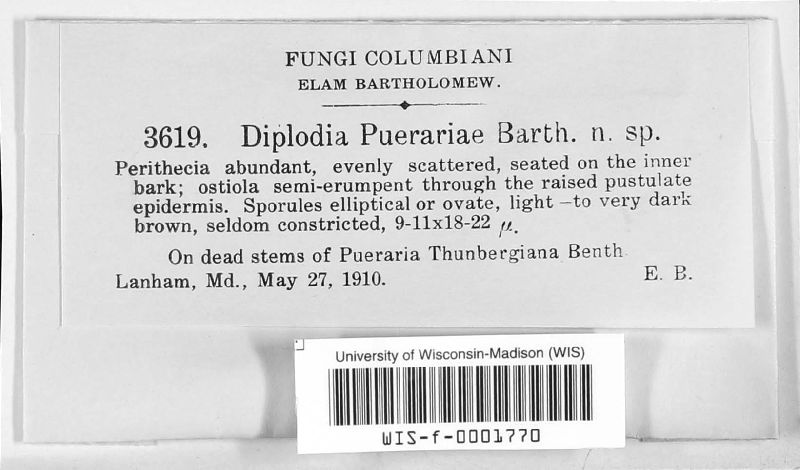 FUNGI COLUMBIANI
ELAM BARTHOLOMEW.
3619. Diplodia Puerariae Barth. n. sp.
Perithecia abundant, evenly scattered, seated on the inner
bark; ostiola semi-erumpent through the raised pustulate
epidermis. Sporules elliptical or ovate, light –to very dark
brown, seldom constricted, 9-11x18-22 µ.
On dead stems of Pueraria Thunbergiana Benth
Lanham, Md., May 27, 1910. E. B.
University of Wisconsin-Madison (WIS)
WIS-f-0001770